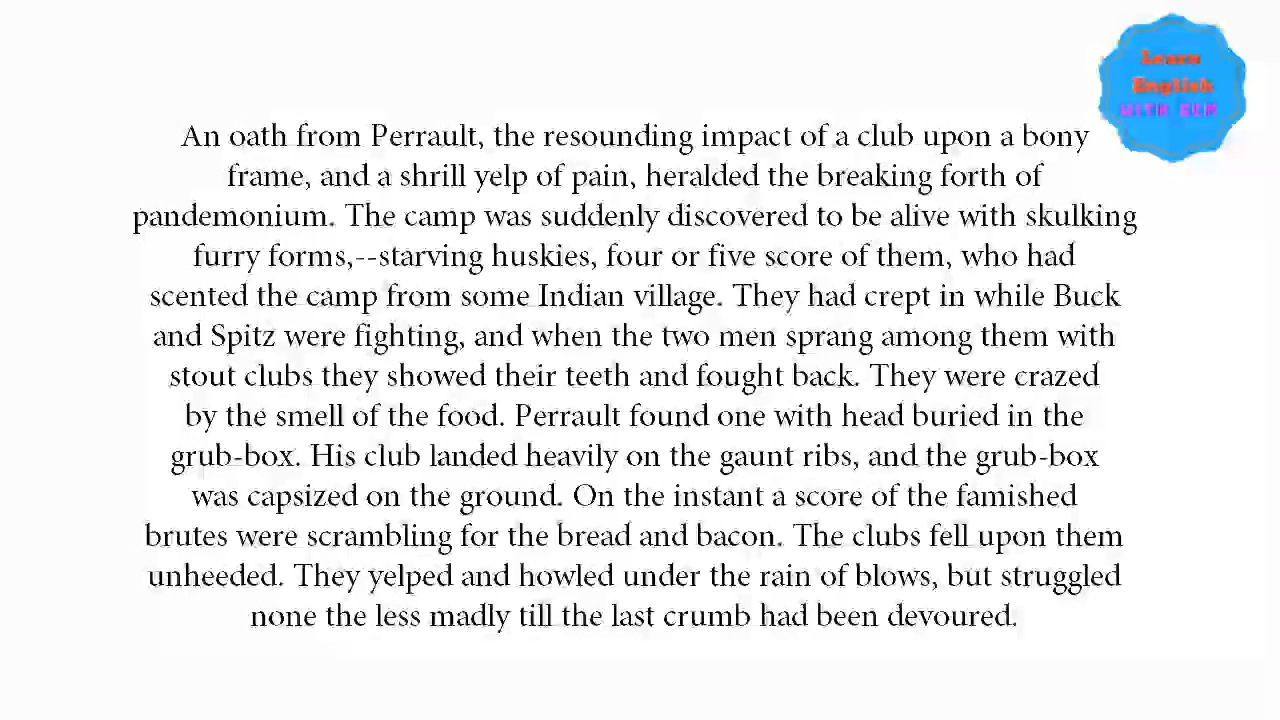 Learn
English
WITH GEM
An oath from Perrault, the resounding impact of a club upon a bony
frame, and a shrill yelp of pain, heralded the breaking forth of
pandemonium. The camp was suddenly discovered to be alive with skulking
furry forms,--starving huskies, four or five score of them, who had
scented the camp from some Indian village. They had crept in while Buck
and Spitz were fighting, and when the two men sprang among them with
stout clubs they showed their teeth and fought back. They were crazed
by the smell of the food. Perrault found one with head buried in the
grub-box. His club landed heavily on the gaunt ribs, and the grub-box
was capsized on the ground. On the instant a score of the famished
brutes were scrambling for the bread and bacon. The clubs fell upon them
unheeded. They yelped and howled under the rain of blows, but struggled
none the less madly till the last crumb had been devoured.